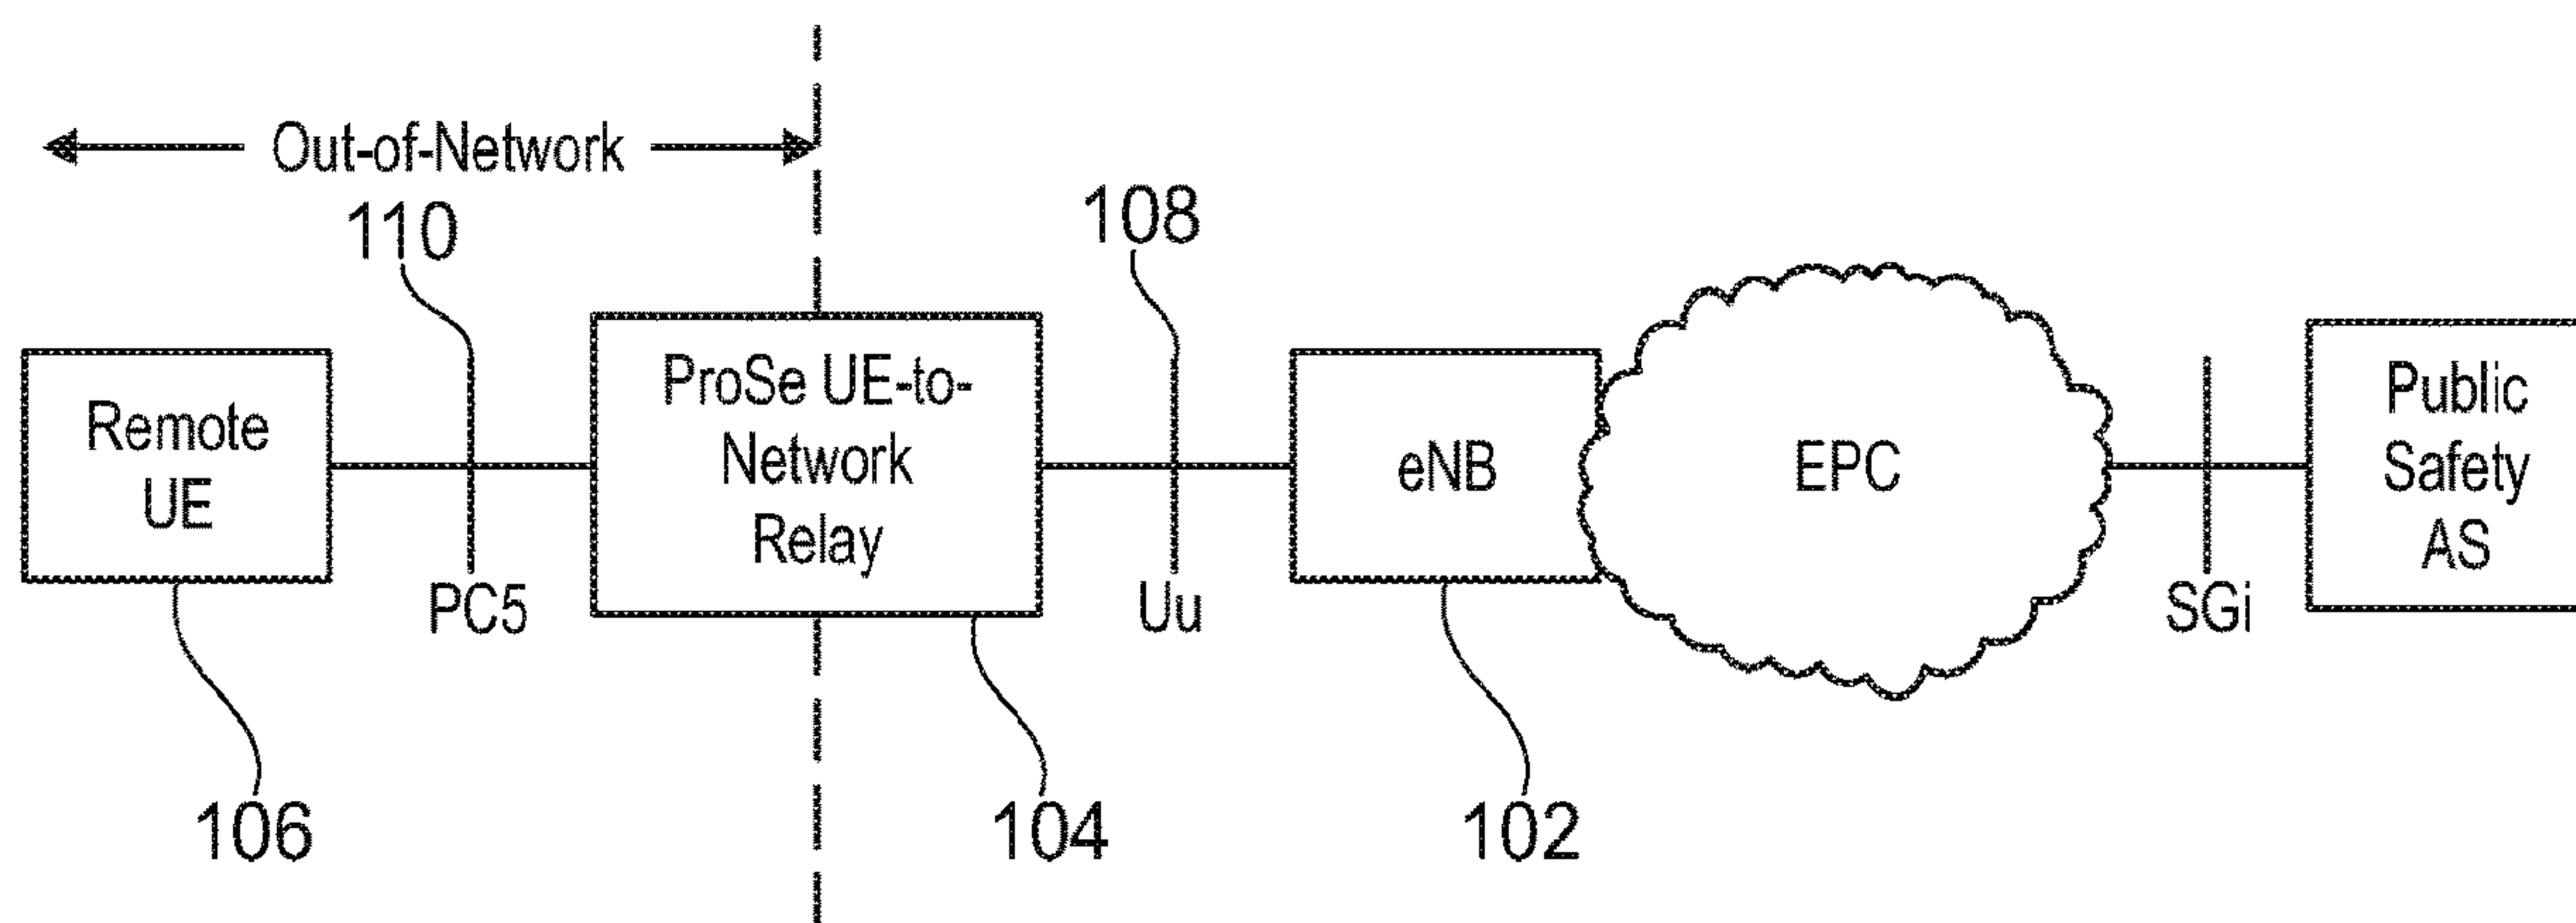 Out-of-Network
110
108
Remote
UE
PC5
ProSe UE-to-
Network
Relay
Uu
eNB
EPC
SGi
Public
Safety
AS
106
104
102